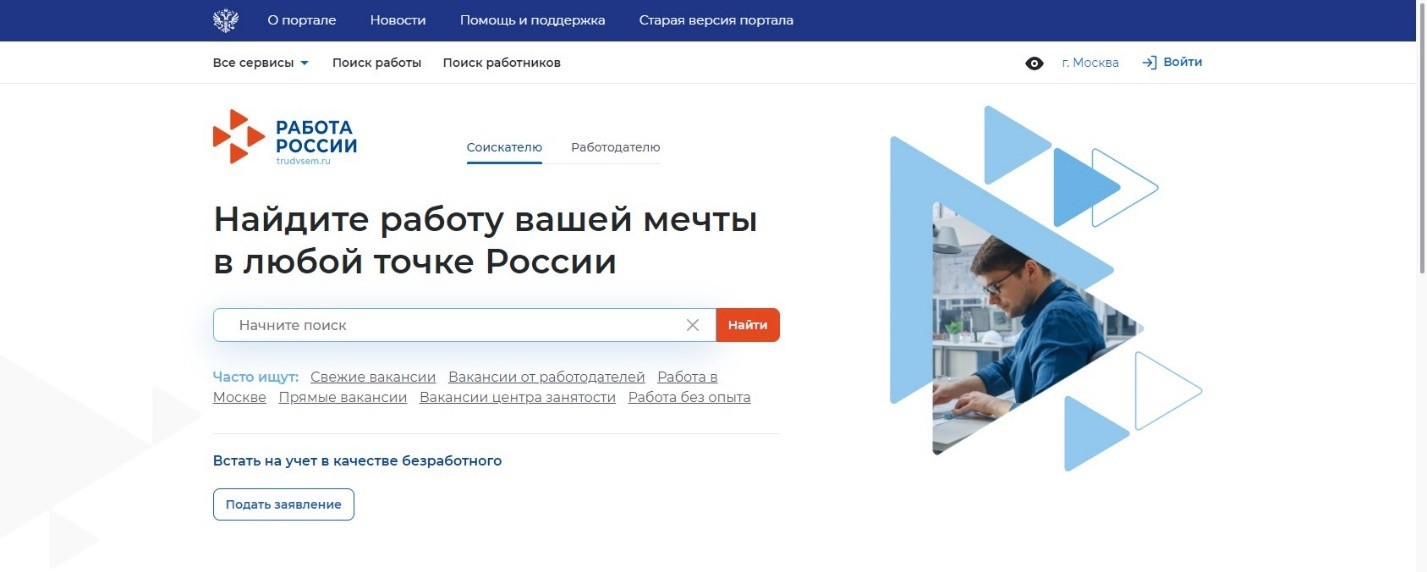 О портале Новости Помощь и поддержка Старая версия портала
Все сервисы Поиск работы Поиск работников г. Москва Войти
РАБОТА
РОССИИ
trudvsem.ru
Соискателю Работодателю
Найдите работу вашей мечты
в любой точке России
Начните поиск Найти
Часто ищут: Свежие вакансии Вакансии от работодателей Работа в
Москве Прямые вакансии Вакансии центра занятости Работа без опыта
Встать на учет в качестве безработного
Подать заявление